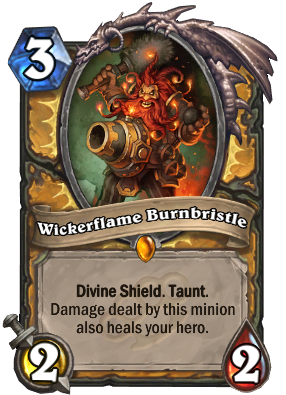 3
Wickerflame Burnbristle
Divine Shield. Taunt.
Damage dealt by this minion
also heals your hero.
2
2